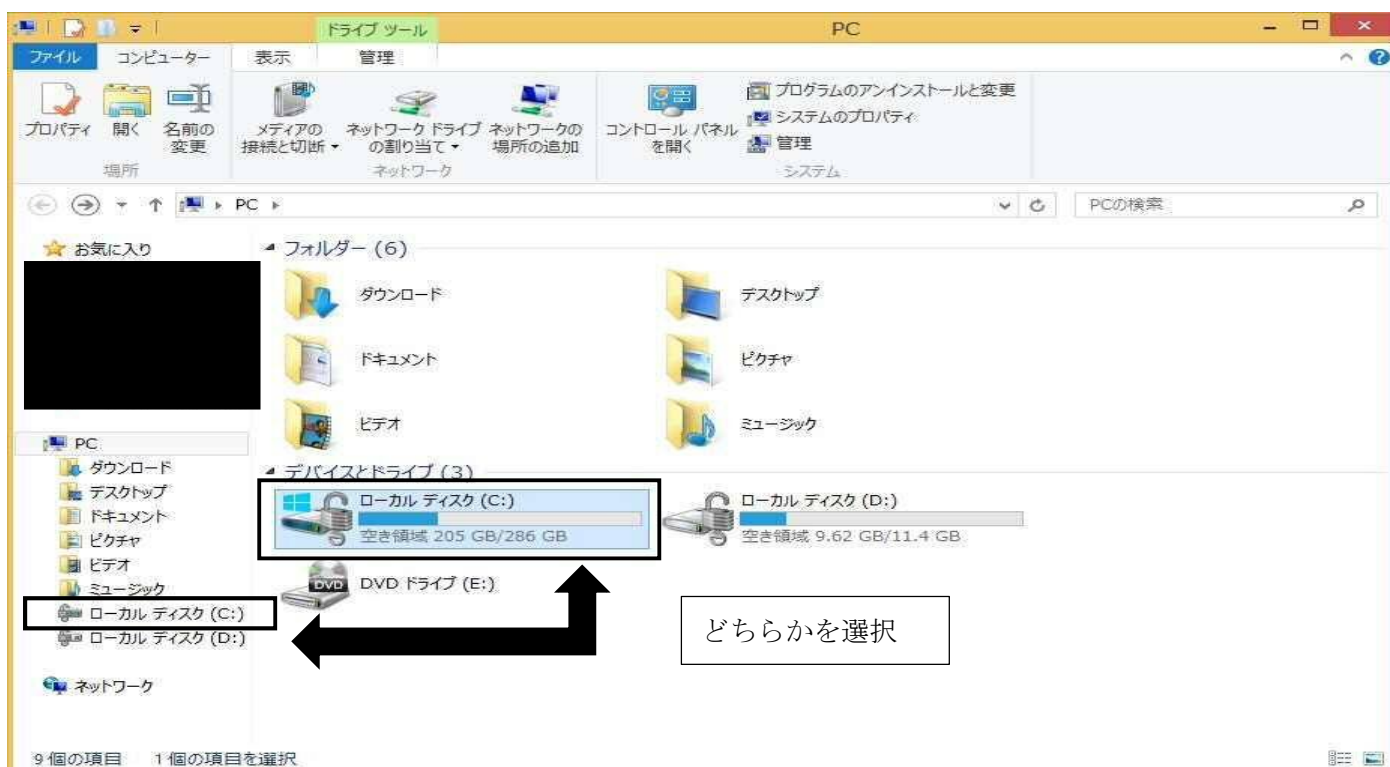 ドライブ ツール
PC
ファイル
コンピューター
表示
管理
プロパティ
開く
名前の
変更
場所
メディアの
接続と切断
ネットワーク ドライブ
の割り当て
ネットワークの
場所の追加
ネットワーク
コントロール パネル
を開く
プログラムのアンインストールと変更
システムのプロパティ
管理
システム
PC
PCの検索
お気に入り
PC
ダウンロード
デスクトップ
ドキュメント
ピクチャ
ビデオ
ミュージック
ローカル ディスク (C:)
ローカル ディスク (D:)
ネットワーク
フォルダー (6)
ダウンロード
デスクトップ
ドキュメント
ピクチャ
ビデオ
ミュージック
デバイスとドライブ (3)
ローカル ディスク (C:)
空き領域 205 GB/286 GB
ローカル ディスク (D:)
空き領域 9.62 GB/11.4 GB
DVD
DVD ドライブ (E:)
どちらかを選択
9 個の項目
1 個の項目を選択